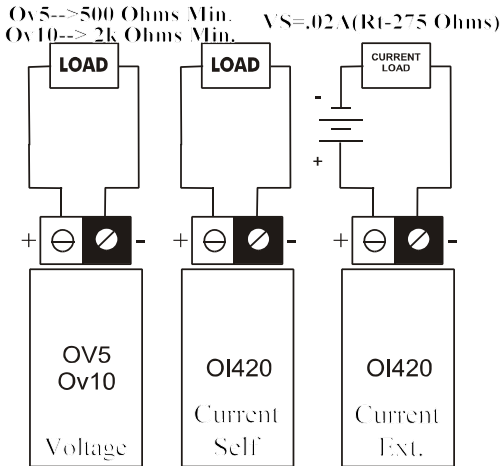 Ov5-->500 Ohms Min.
Ov10--> 2k Ohms Min.
VS=.02A(Rt-275 Ohms)
LOAD
LOAD
CURRENT
LOAD
-
+
+ -
+ -
+ -
OV5
Ov10
Voltage
OI420
Current
Self
OI420
Current
Ext.